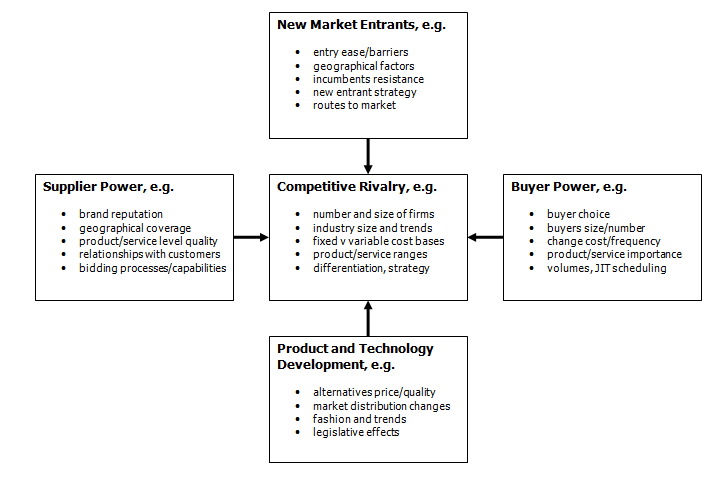 New Market Entrants, e.g.
• entry ease/barriers
• geographical factors
• incumbents resistance
• new entrant strategy
• routes to market
Supplier Power, e.g.
• brand reputation
• geographical coverage
• product/service level quality
• relationships with customers
• bidding processes/capabilities
Competitive Rivalry, e.g.
• number and size of firms
• industry size and trends
• fixed v variable cost bases
• product/service ranges
• differentiation, strategy
Buyer Power, e.g.
• buyer choice
• buyers size/number
• change cost/frequency
• product/service importance
• volumes, JIT scheduling
Product and Technology
Development, e.g.
• alternatives price/quality
• market distribution changes
• fashion and trends
• legislative effects